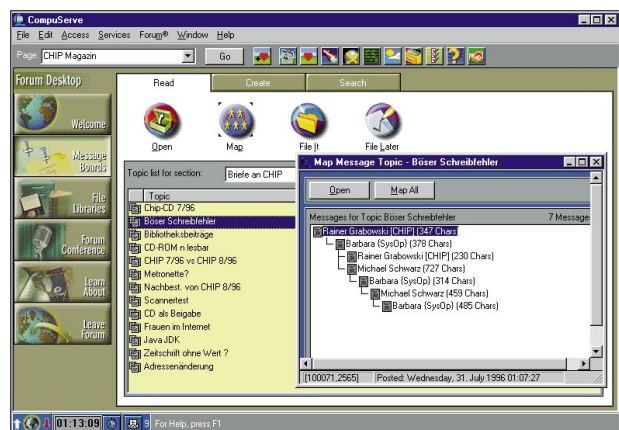 CompuServe
File Edit Access Services Forum® Window Help
Page: CHIP Magazin Go
Forum Desktop
Read Create Search
Welcome
Message Boards
File Libraries
Forum Conference
Learn About
Leave Forum
Open Map File It File Later
Topic list for section: Briefe an CHIP
Topic
Chip-CD 7/96
Böser Schreibfehler
Bibliotheksbeiträge
CD-ROM n lesbar
CHIP 7/96 vs CHIP 8/96
Metronette?
Nachbest. von CHIP 8/96
Scannertest
CD als Beigabe
Frauen im Internet
Java JDK
Zeitschrift ohne Wert ?
Adressenänderung
Map Message Topic - Böser Schreibfehler
Open Map All
Messages for Topic Böser Schreibfehler 7 Message
Rainer Grabowski [CHIP] (347 Chars)
Barbara {SysOp} (378 Chars)
Rainer Grabowski [CHIP] (230 Chars)
Michael Schwarz (727 Chars)
Barbara {SysOp} (314 Chars)
Michael Schwarz (459 Chars)
Barbara {SysOp} (485 Chars)
[100071,2565] Posted: Wednesday, 31. July 1996 01:07:27
01:13:09 9 For Help, press F1